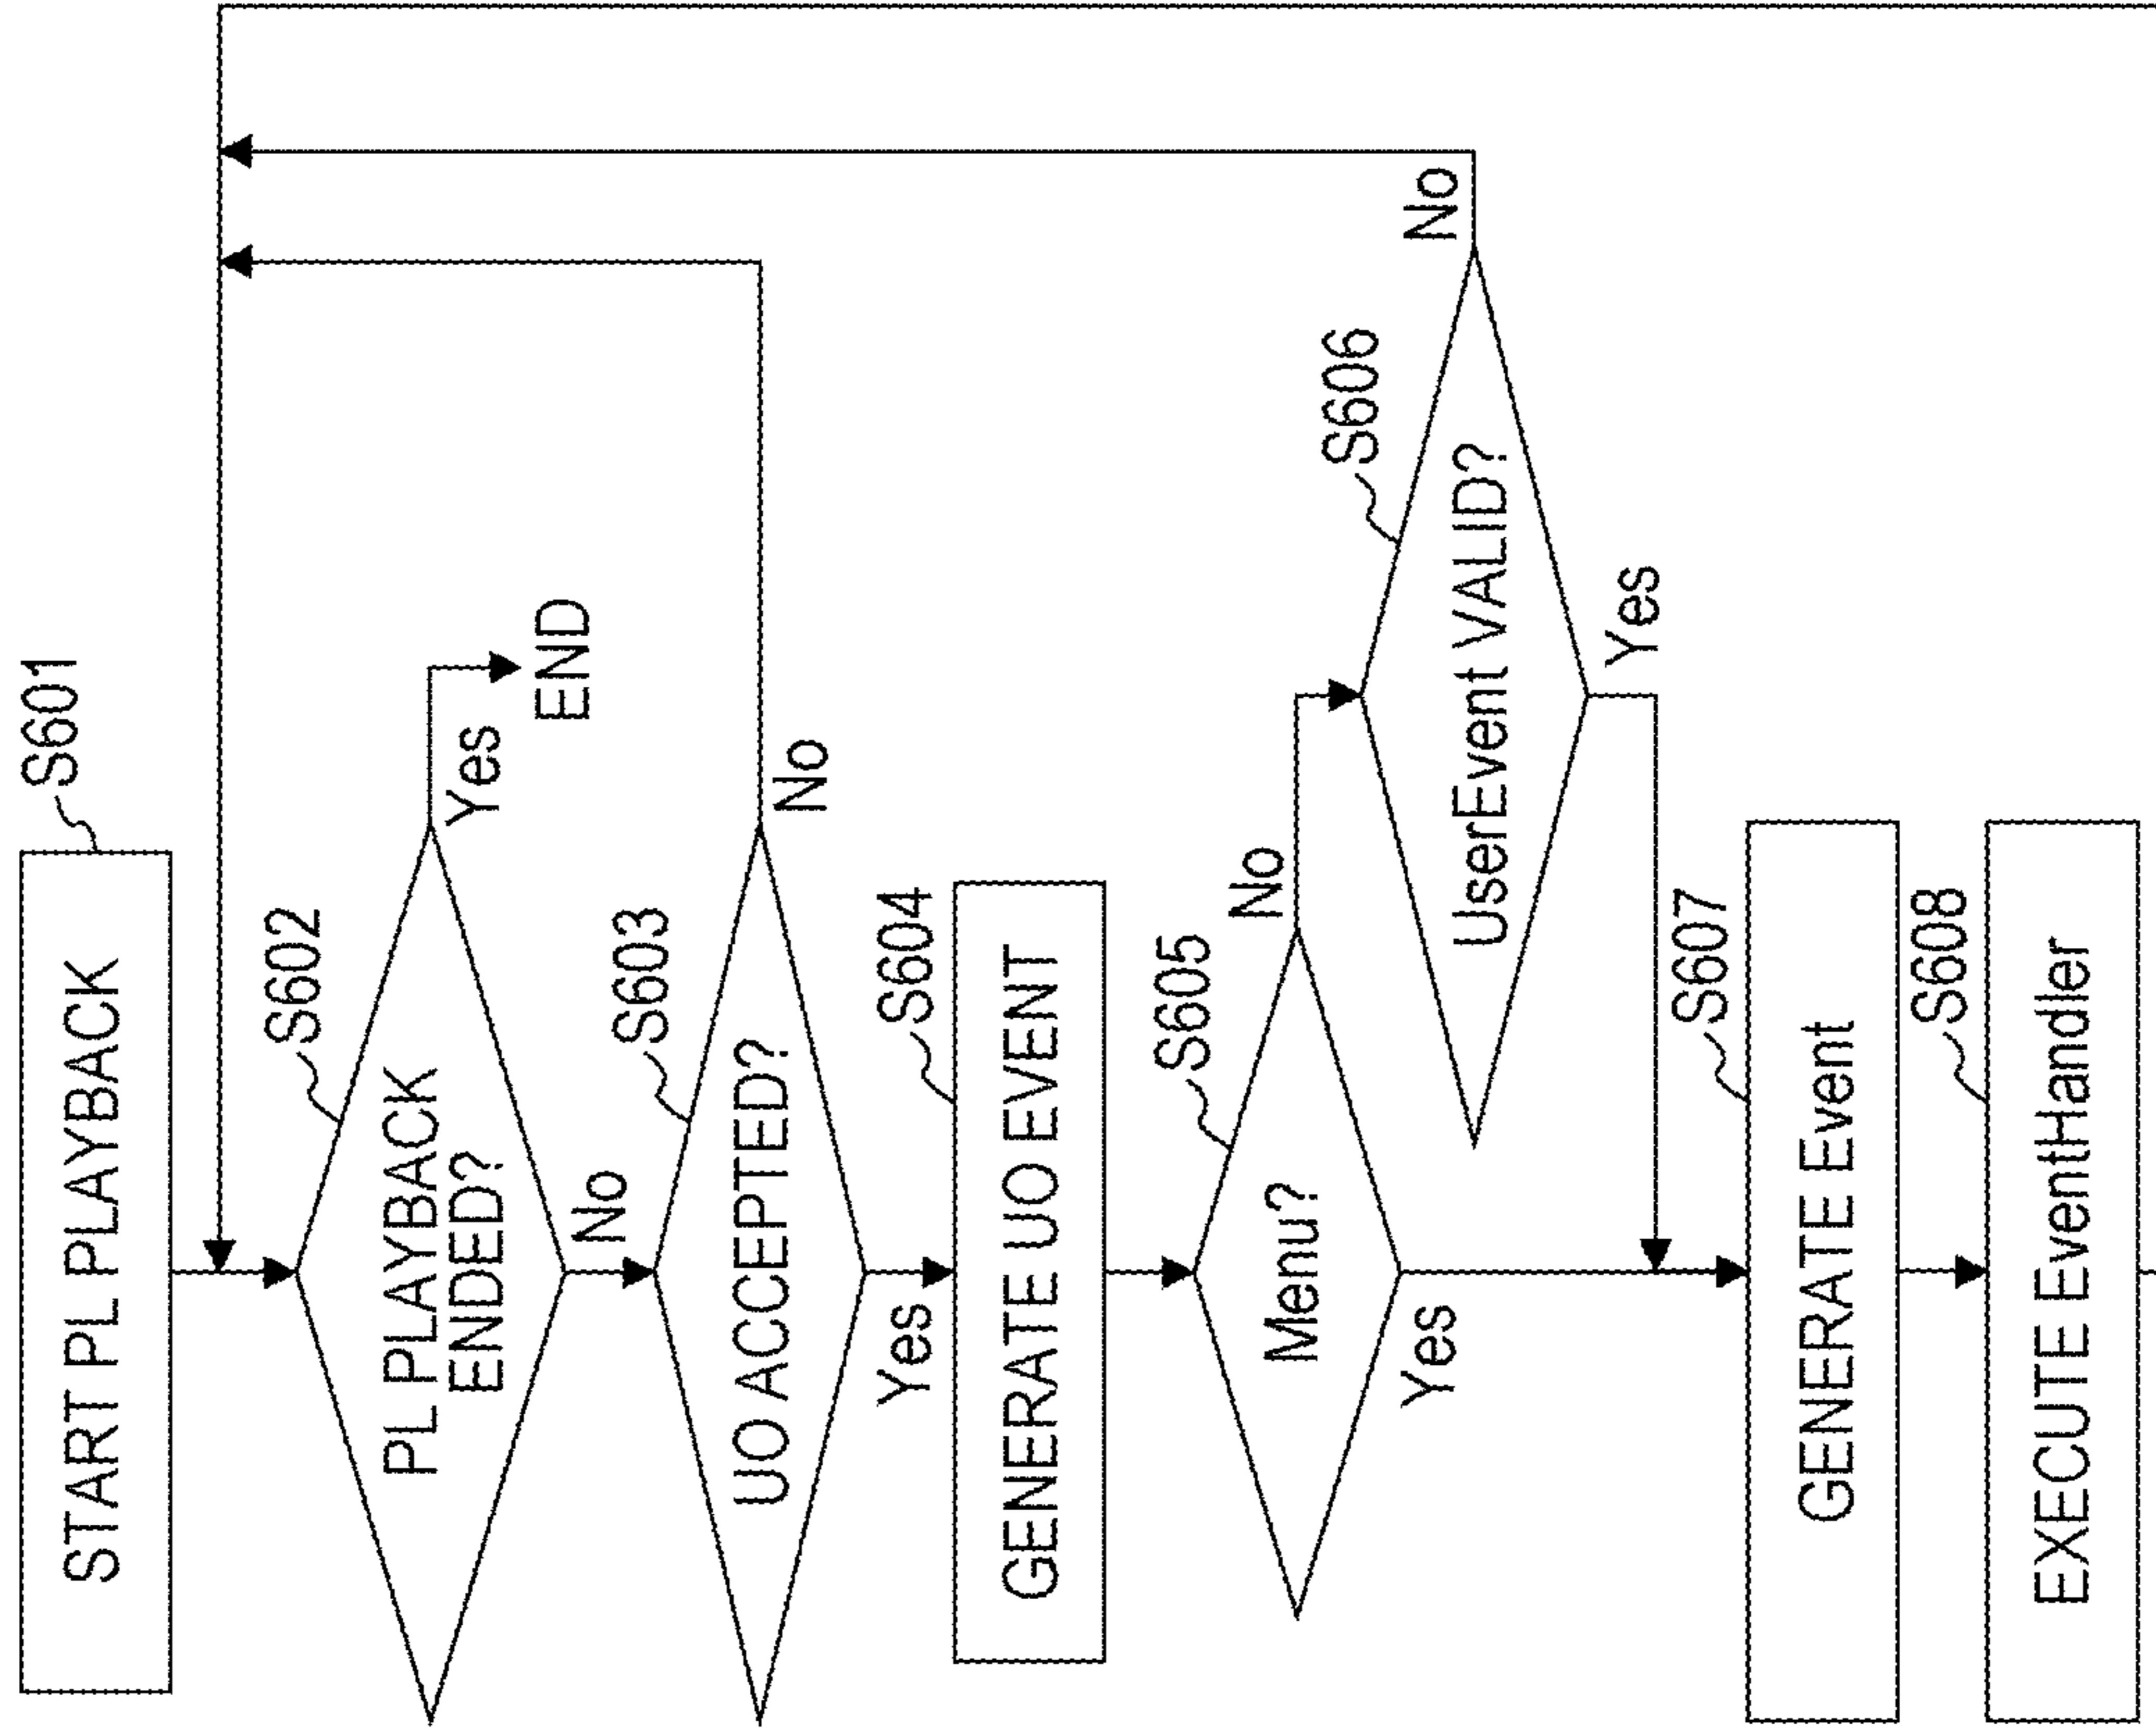 START PL PLAYBACK
S601
S602
PL PLAYBACK
ENDED?
Yes
END
No
S603
UO ACCEPTED?
No
Yes
S604
GENERATE UO EVENT
S605
Menu?
No
Yes
S606
UserEvent VALID?
No
Yes
S607
GENERATE Event
S608
EXECUTE EventHandler